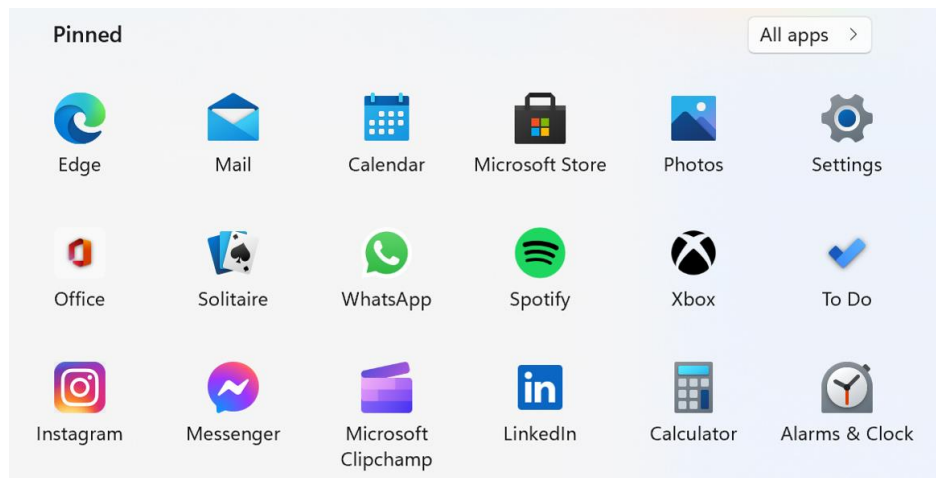 Pinned
All apps
Edge
Mail
Calendar
Microsoft Store
Photos
Settings
Office
Solitaire
WhatsApp
Spotify
Xbox
To Do
in
Instagram
Messenger
Microsoft
Clipchamp
LinkedIn
Calculator
Alarms & Clock